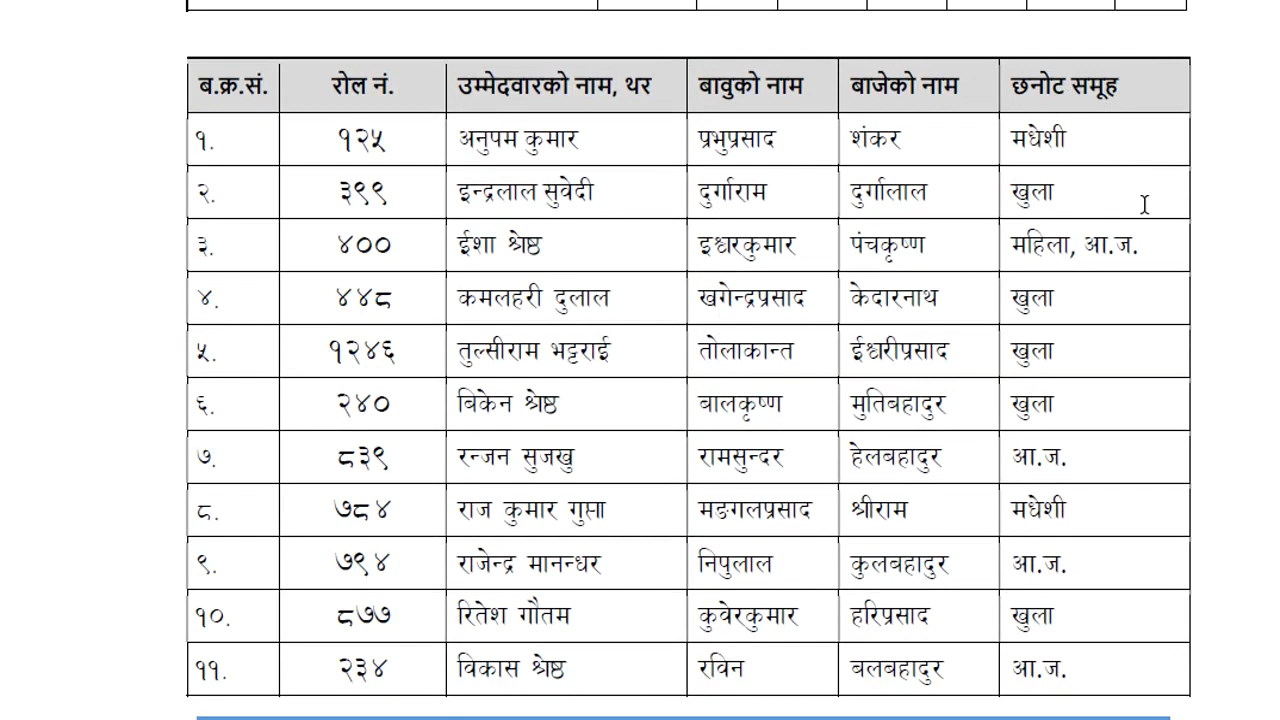 ब.क्र.सं. रोल नं. उम्मेदवारको नाम, थर बावुको नाम बाजेको नाम छनोट समूह
१. १२५ अनुपम कुमार प्रभुप्रसाद शंकर मधेशी
२. ३९९ इन्द्रलाल सुवेदी दुर्गाराम दुर्गालाल खुला
३. ४०० ईशा श्रेष्ठ इश्वरकुमार पंचकृष्ण महिला, आ.ज.
४. ४४८ कमलहरी दुलाल खगेन्द्रप्रसाद केदारनाथ खुला
५. १२४६ तुल्सीराम भट्टराई तोलाकान्त ईश्वरीप्रसाद खुला
६. २४० बिकेन श्रेष्ठ बालकृष्ण मुतिबहादुर खुला
७. ८३९ रन्जन सुजखु रामसुन्दर हेलबहादुर आ.ज.
८. ७८४ राज कुमार गुप्ता मङगलप्रसाद श्रीराम मधेशी
९. ७९४ राजेन्द्र मानन्धर निपुलाल कुलबहादुर आ.ज.
१०. ८७७ रितेश गौतम कुवेरकुमार हरिप्रसाद खुला
११. २३४ विकास श्रेष्ठ रविन बलबहादुर आ.ज.